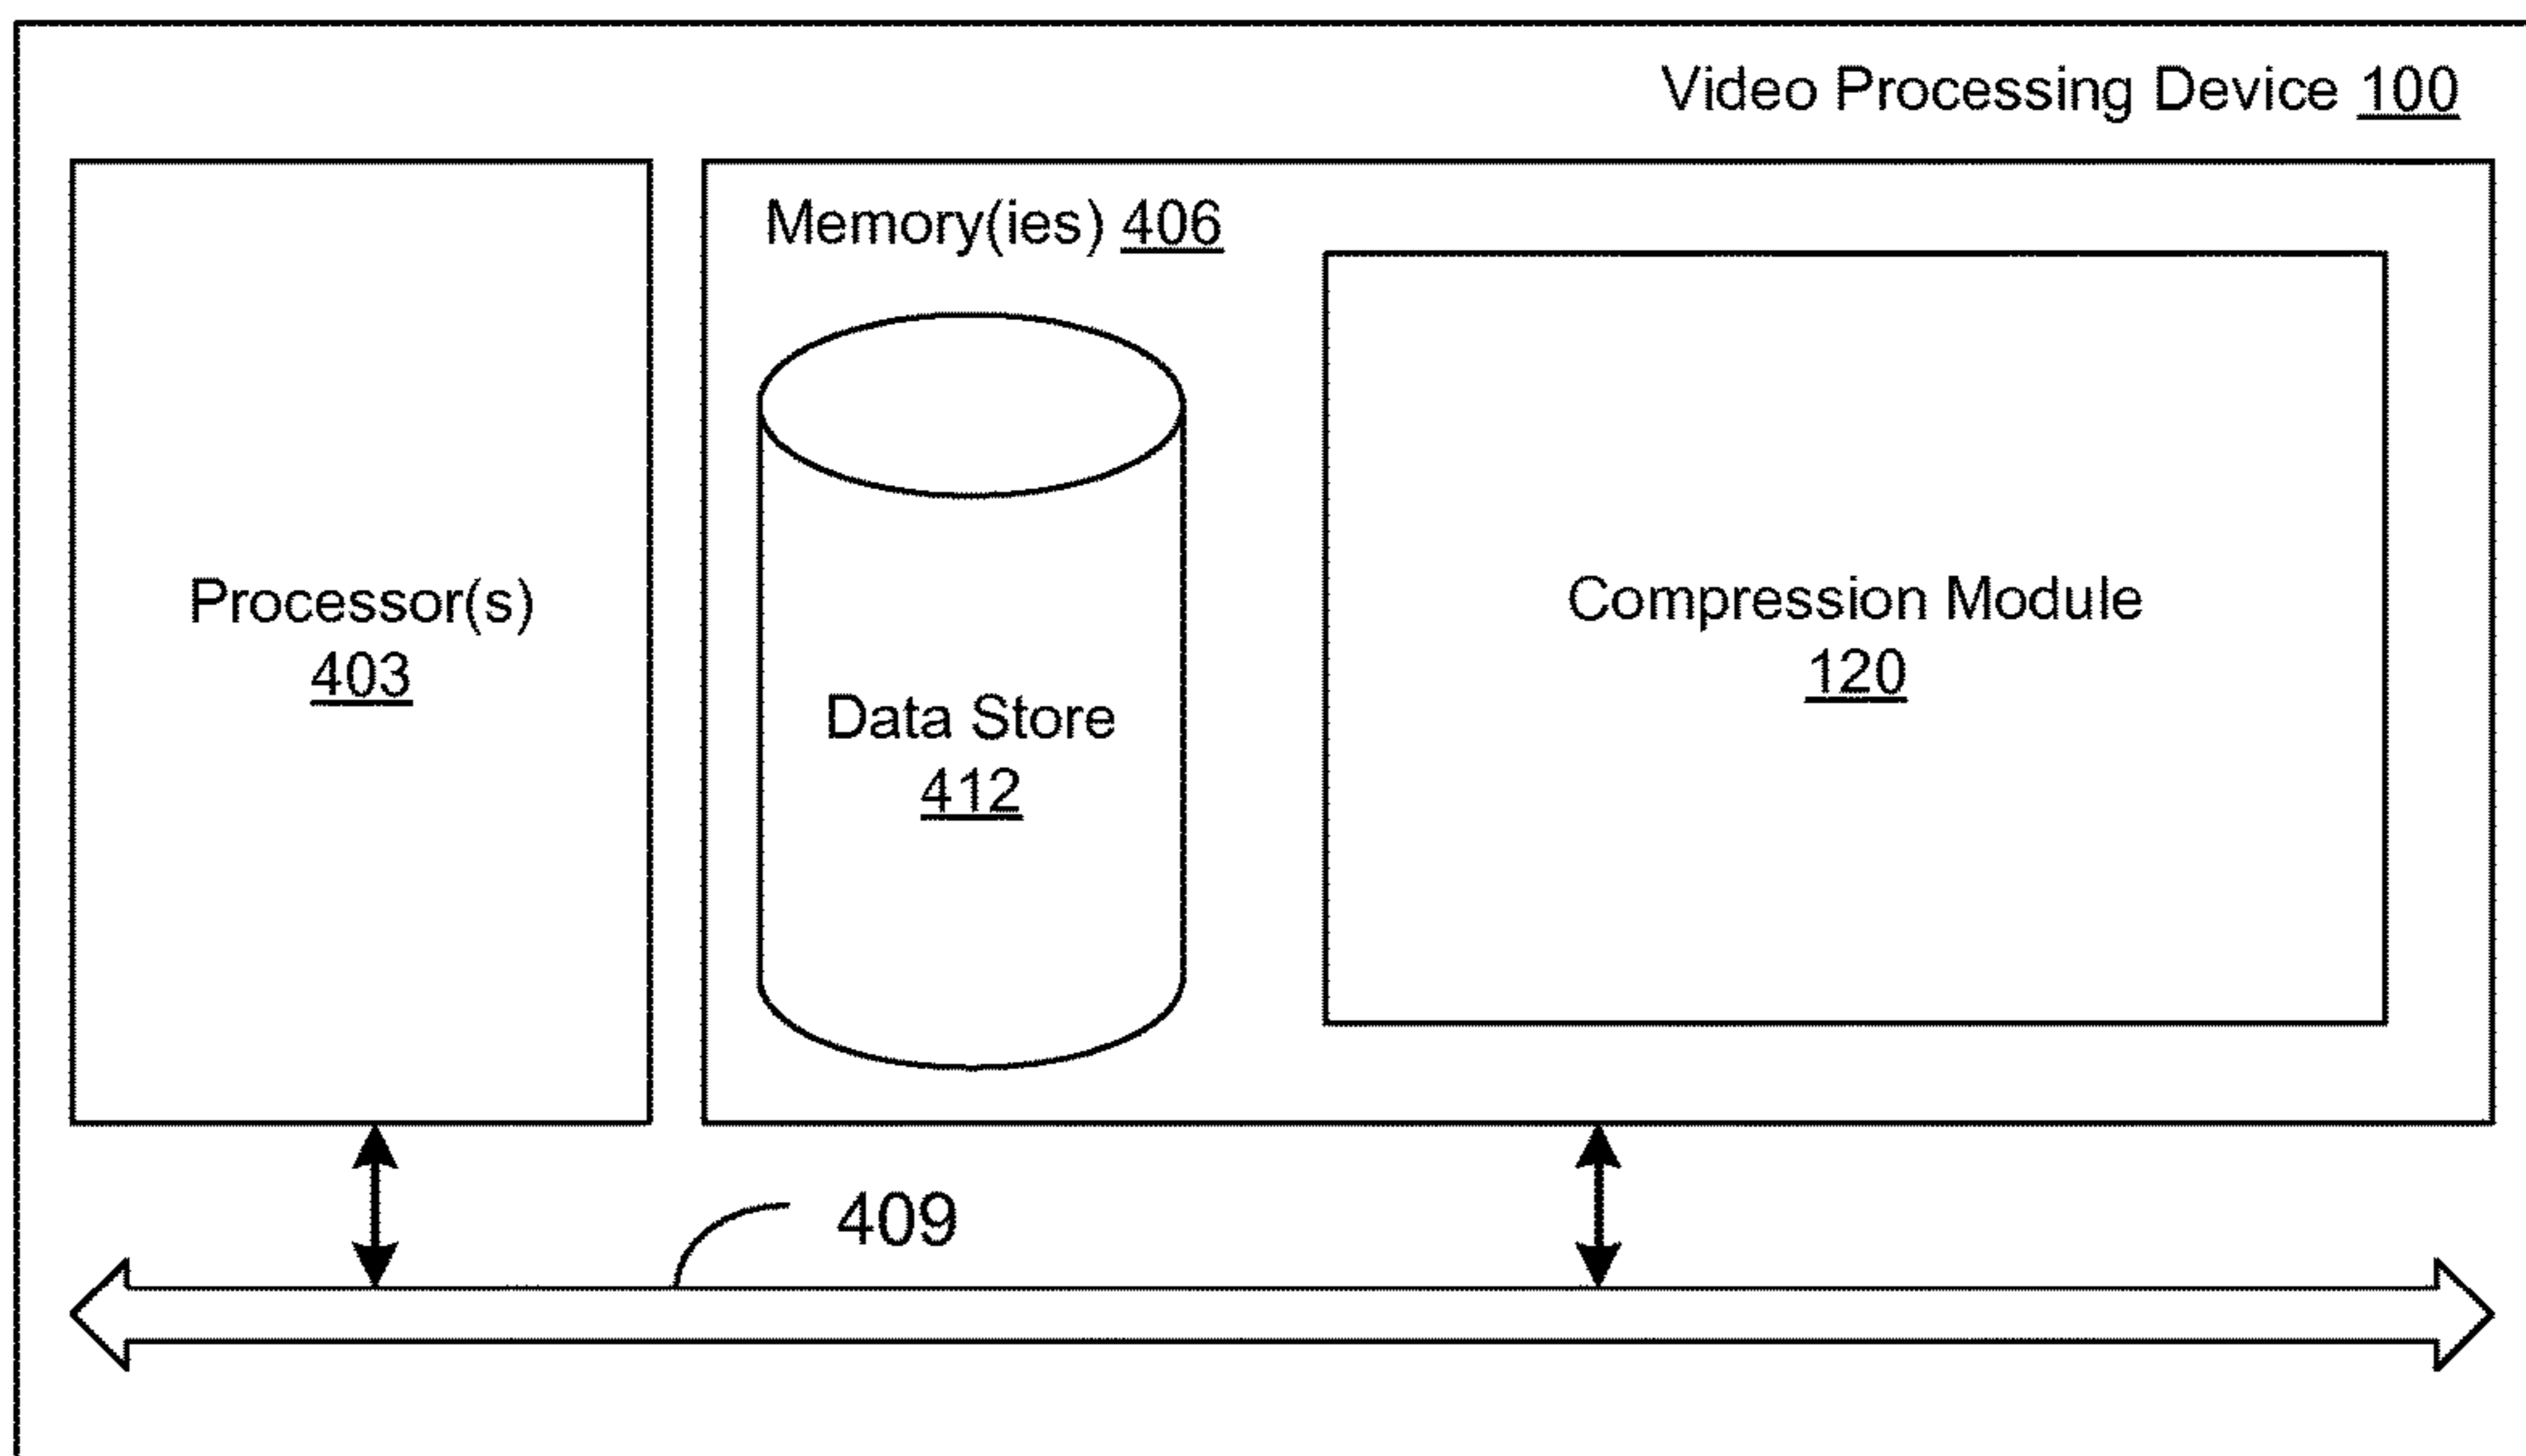 Video Processing Device 100
Memory(ies) 406
Processor(s)
403
Compression Module
120
Data Store
412
409